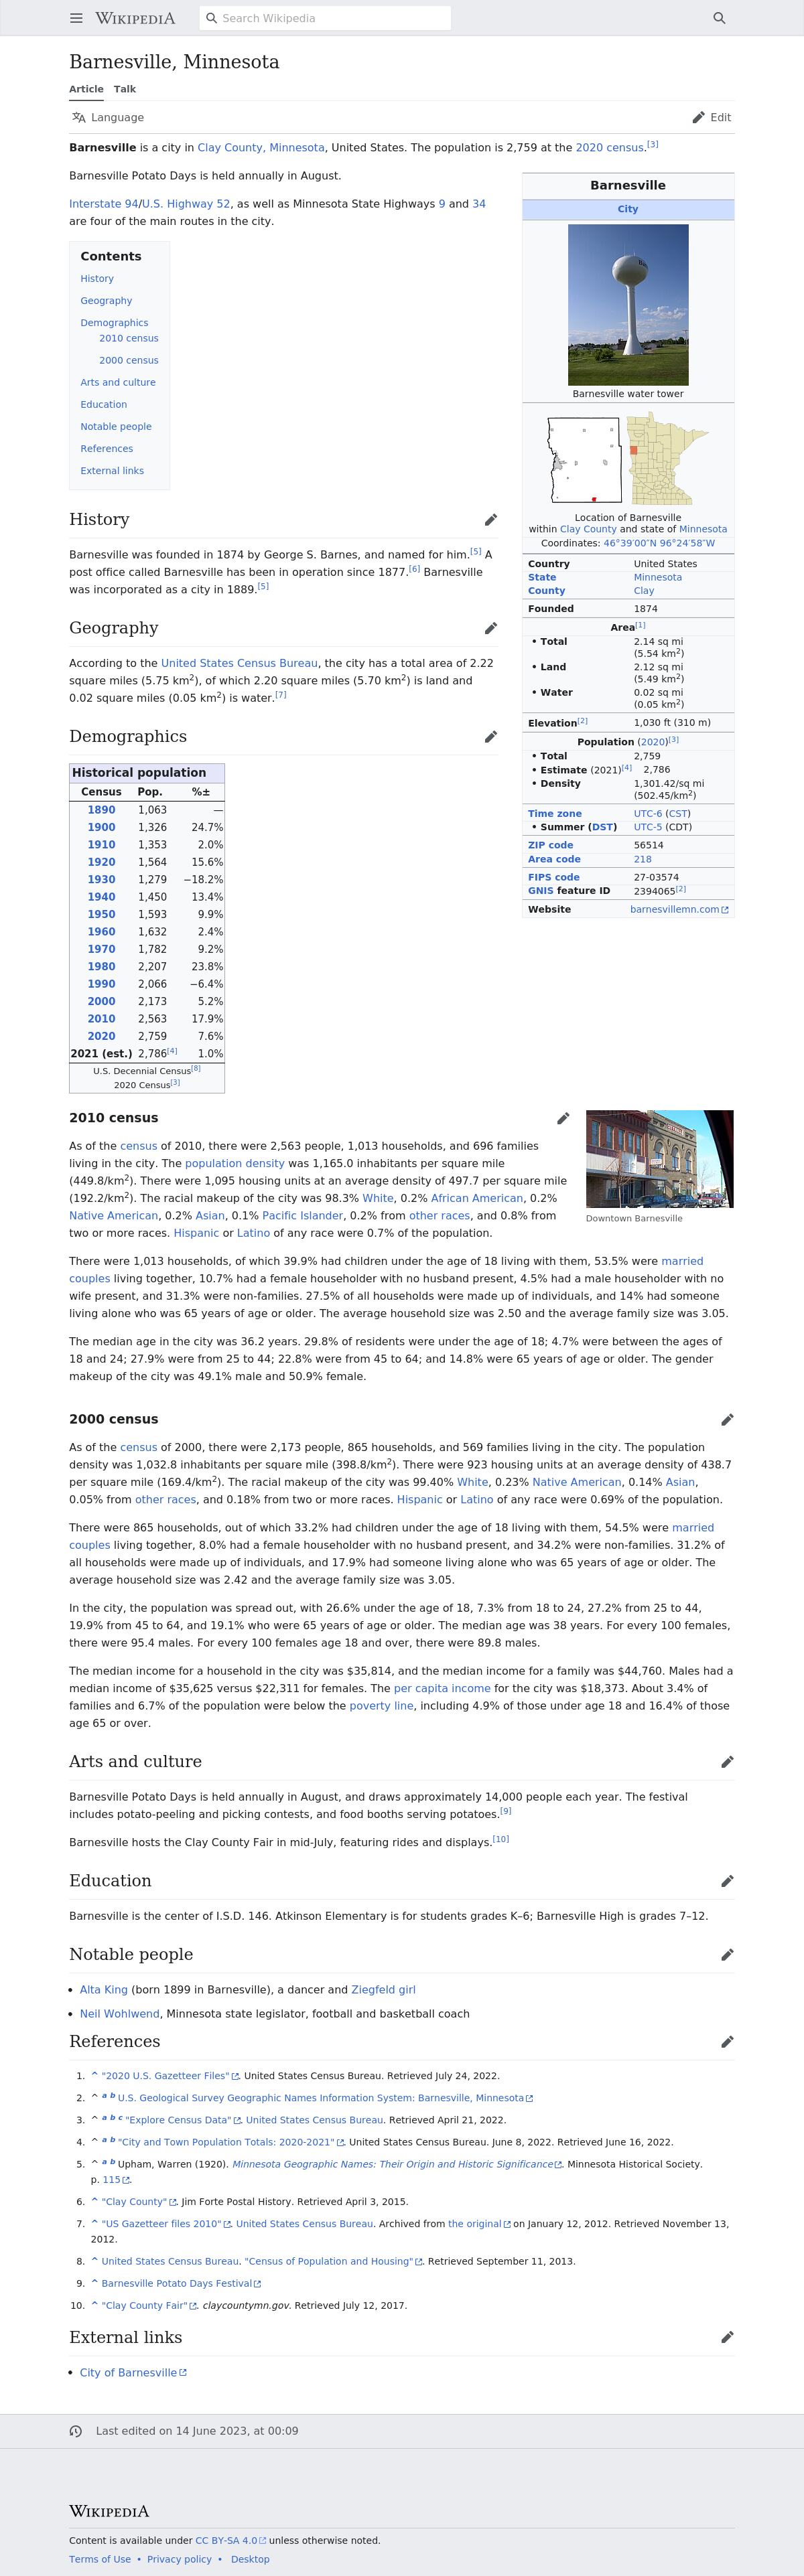 WIKIPEDIA
Search Wikipedia
Barnesville, Minnesota
Article Talk
Language
Edit
Barnesville is a city in Clay County, Minnesota, United States. The population is 2,759 at the 2020 census.[3]
Barnesville Potato Days is held annually in August.
Interstate 94/U.S. Highway 52, as well as Minnesota State Highways 9 and 34
are four of the main routes in the city.
Barnesville
City
Barnesville water tower
Location of Barnesville
within Clay County and state of Minnesota
Coordinates: 46°39′00″N 96°24′58″W
Country United States
State Minnesota
County Clay
Founded 1874
Area[1]
• Total 2.14 sq mi
(5.54 km2)
• Land 2.12 sq mi
(5.49 km2)
• Water 0.02 sq mi
(0.05 km2)
Elevation[2] 1,030 ft (310 m)
Population (2020)[3]
• Total 2,759
• Estimate (2021)[4] 2,786
• Density 1,301.42/sq mi
(502.45/km2)
Time zone UTC-6 (CST)
• Summer (DST) UTC-5 (CDT)
ZIP code 56514
Area code 218
FIPS code 27-03574
GNIS feature ID 2394065[2]
Website barnesvillemn.com
Contents
History
Geography
Demographics
2010 census
2000 census
Arts and culture
Education
Notable people
References
External links
History
Barnesville was founded in 1874 by George S. Barnes, and named for him.[5] A
post office called Barnesville has been in operation since 1877.[6] Barnesville
was incorporated as a city in 1889.[5]
Geography
According to the United States Census Bureau, the city has a total area of 2.22
square miles (5.75 km2), of which 2.20 square miles (5.70 km2) is land and
0.02 square miles (0.05 km2) is water.[7]
Demographics
Historical population
Census Pop. %±
1890 1,063 —
1900 1,326 24.7%
1910 1,353 2.0%
1920 1,564 15.6%
1930 1,279 −18.2%
1940 1,450 13.4%
1950 1,593 9.9%
1960 1,632 2.4%
1970 1,782 9.2%
1980 2,207 23.8%
1990 2,066 −6.4%
2000 2,173 5.2%
2010 2,563 17.9%
2020 2,759 7.6%
2021 (est.) 2,786[4] 1.0%
U.S. Decennial Census[8]
2020 Census[3]
2010 census
Downtown Barnesville
As of the census of 2010, there were 2,563 people, 1,013 households, and 696 families
living in the city. The population density was 1,165.0 inhabitants per square mile
(449.8/km2). There were 1,095 housing units at an average density of 497.7 per square mile
(192.2/km2). The racial makeup of the city was 98.3% White, 0.2% African American, 0.2%
Native American, 0.2% Asian, 0.1% Pacific Islander, 0.2% from other races, and 0.8% from
two or more races. Hispanic or Latino of any race were 0.7% of the population.
There were 1,013 households, of which 39.9% had children under the age of 18 living with them, 53.5% were married
couples living together, 10.7% had a female householder with no husband present, 4.5% had a male householder with no
wife present, and 31.3% were non-families. 27.5% of all households were made up of individuals, and 14% had someone
living alone who was 65 years of age or older. The average household size was 2.50 and the average family size was 3.05.
The median age in the city was 36.2 years. 29.8% of residents were under the age of 18; 4.7% were between the ages of
18 and 24; 27.9% were from 25 to 44; 22.8% were from 45 to 64; and 14.8% were 65 years of age or older. The gender
makeup of the city was 49.1% male and 50.9% female.
2000 census
As of the census of 2000, there were 2,173 people, 865 households, and 569 families living in the city. The population
density was 1,032.8 inhabitants per square mile (398.8/km2). There were 923 housing units at an average density of 438.7
per square mile (169.4/km2). The racial makeup of the city was 99.40% White, 0.23% Native American, 0.14% Asian,
0.05% from other races, and 0.18% from two or more races. Hispanic or Latino of any race were 0.69% of the population.
There were 865 households, out of which 33.2% had children under the age of 18 living with them, 54.5% were married
couples living together, 8.0% had a female householder with no husband present, and 34.2% were non-families. 31.2% of
all households were made up of individuals, and 17.9% had someone living alone who was 65 years of age or older. The
average household size was 2.42 and the average family size was 3.05.
In the city, the population was spread out, with 26.6% under the age of 18, 7.3% from 18 to 24, 27.2% from 25 to 44,
19.9% from 45 to 64, and 19.1% who were 65 years of age or older. The median age was 38 years. For every 100 females,
there were 95.4 males. For every 100 females age 18 and over, there were 89.8 males.
The median income for a household in the city was $35,814, and the median income for a family was $44,760. Males had a
median income of $35,625 versus $22,311 for females. The per capita income for the city was $18,373. About 3.4% of
families and 6.7% of the population were below the poverty line, including 4.9% of those under age 18 and 16.4% of those
age 65 or over.
Arts and culture
Barnesville Potato Days is held annually in August, and draws approximately 14,000 people each year. The festival
includes potato-peeling and picking contests, and food booths serving potatoes.[9]
Barnesville hosts the Clay County Fair in mid-July, featuring rides and displays.[10]
Education
Barnesville is the center of I.S.D. 146. Atkinson Elementary is for students grades K–6; Barnesville High is grades 7–12.
Notable people
• Alta King (born 1899 in Barnesville), a dancer and Ziegfeld girl
• Neil Wohlwend, Minnesota state legislator, football and basketball coach
References
1. ^ "2020 U.S. Gazetteer Files". United States Census Bureau. Retrieved July 24, 2022.
2. ^ a b U.S. Geological Survey Geographic Names Information System: Barnesville, Minnesota
3. ^ a b c "Explore Census Data". United States Census Bureau. Retrieved April 21, 2022.
4. ^ a b "City and Town Population Totals: 2020-2021". United States Census Bureau. June 8, 2022. Retrieved June 16, 2022.
5. ^ a b Upham, Warren (1920). Minnesota Geographic Names: Their Origin and Historic Significance. Minnesota Historical Society.
p. 115.
6. ^ "Clay County". Jim Forte Postal History. Retrieved April 3, 2015.
7. ^ "US Gazetteer files 2010". United States Census Bureau. Archived from the original on January 12, 2012. Retrieved November 13,
2012.
8. ^ United States Census Bureau. "Census of Population and Housing". Retrieved September 11, 2013.
9. ^ Barnesville Potato Days Festival
10. ^ "Clay County Fair". claycountymn.gov. Retrieved July 12, 2017.
External links
• City of Barnesville
Last edited on 14 June 2023, at 00:09
WIKIPEDIA
Content is available under CC BY-SA 4.0 unless otherwise noted.
Terms of Use • Privacy policy • Desktop